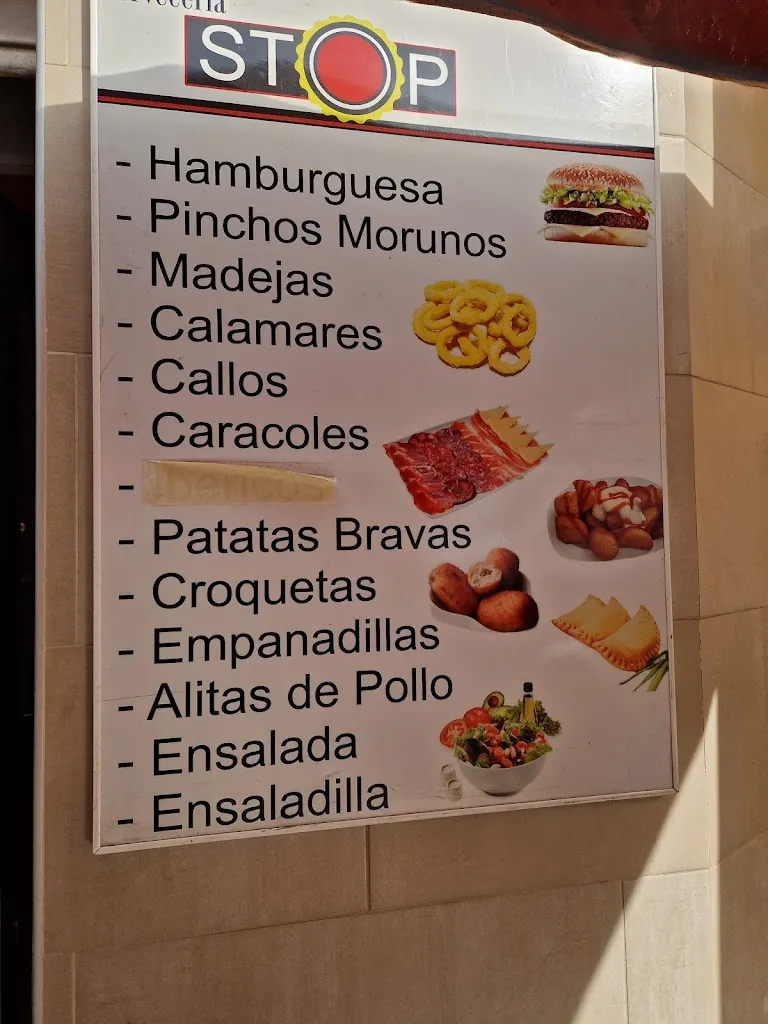 STOP
- Hamburguesa
- Pinchos Morunos
- Madejas
- Calamares
- Callos
- Caracoles
-
- Patatas Bravas
- Croquetas
- Empanadillas
- Alitas de Pollo
- Ensalada
- Ensaladilla